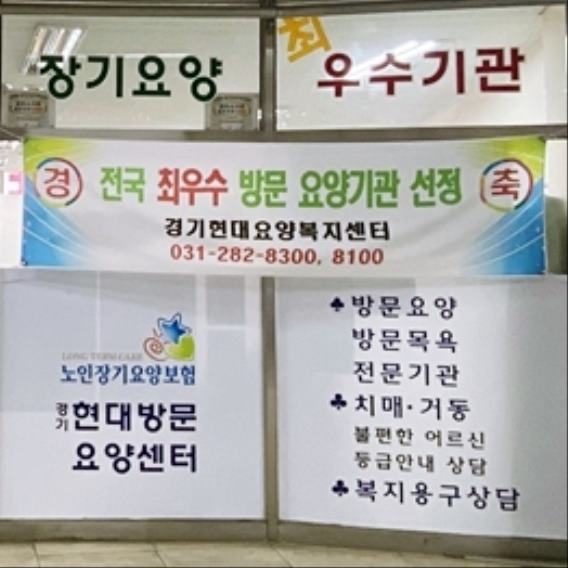 장기요양
최우수기관
경 전국 최우수 방문 요양기관 선정 축
경기현대요양복지센터
031-282-8300, 8100
LONG TERM CARE
노인장기요양보험
경기 현대방문
요양센터
♣ 방문요양
방문목욕
전문기관
♣ 치매·거동
불편한 어르신
등급안내 상담
♣ 복지용구상담